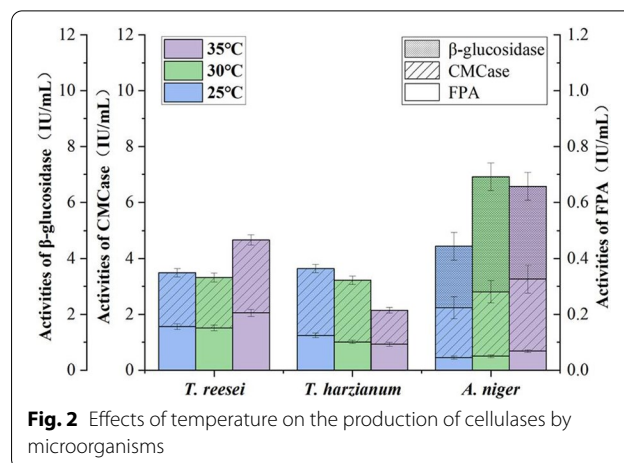 12
12
1.2
10
10
1.0
8
8
0.8
6
6
0.6
4
4
0.4
2
2
0.2
0
0
0.0
Activities of β-glucosidase (IU/mL)
Activities of CMCase (IU/mL)
35°C
30°C
25°C
β-glucosidase
CMCase
FPA
Activities of FPA (IU/mL)
T. reesei
T. harzianum
A. niger
Fig. 2 Effects of temperature on the production of cellulases by
microorganisms